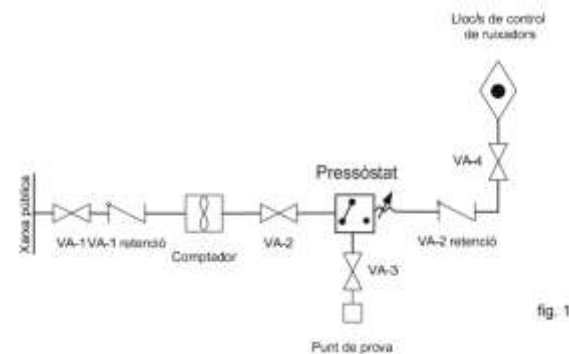 Lloc/s de control
de ruixadors
VA-4
Pressòstat
Xarxa pública
VA-1 VA-1 retenció
Comptador
VA-2
VA-3
VA-2 retenció
Punt de prova
fig. 1